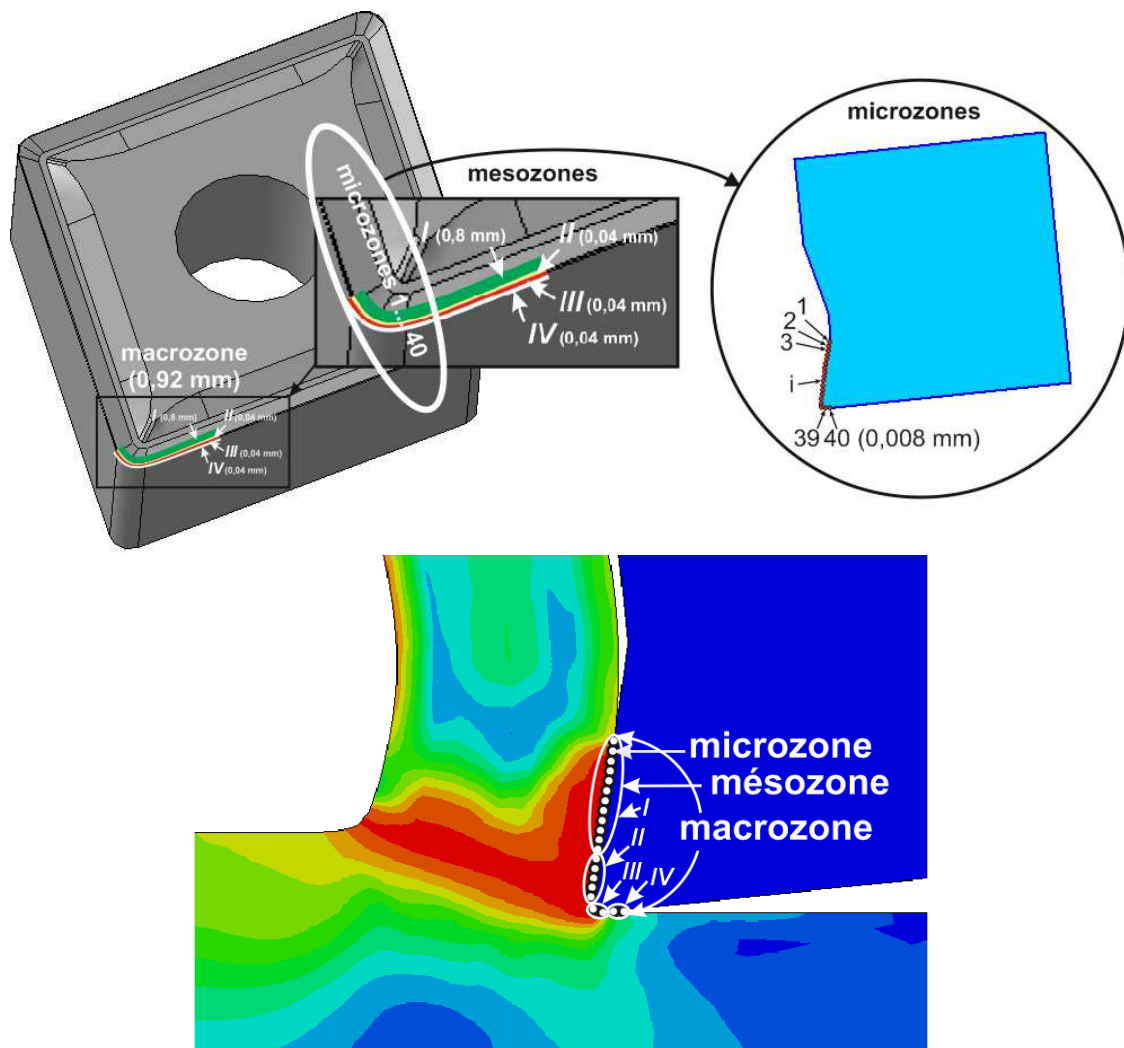 microzones
mesozones
microzones 1 ... 40
I (0,8 mm)
II (0,04 mm)
III (0,04 mm)
IV (0,04 mm)
macrozone
(0,92 mm)
I (0,8 mm)
II (0,04 mm)
III (0,04 mm)
IV (0,04 mm)
1
2
3
i
39 40 (0,008 mm)
microzone
mésozone
I
macrozone
II
III
IV